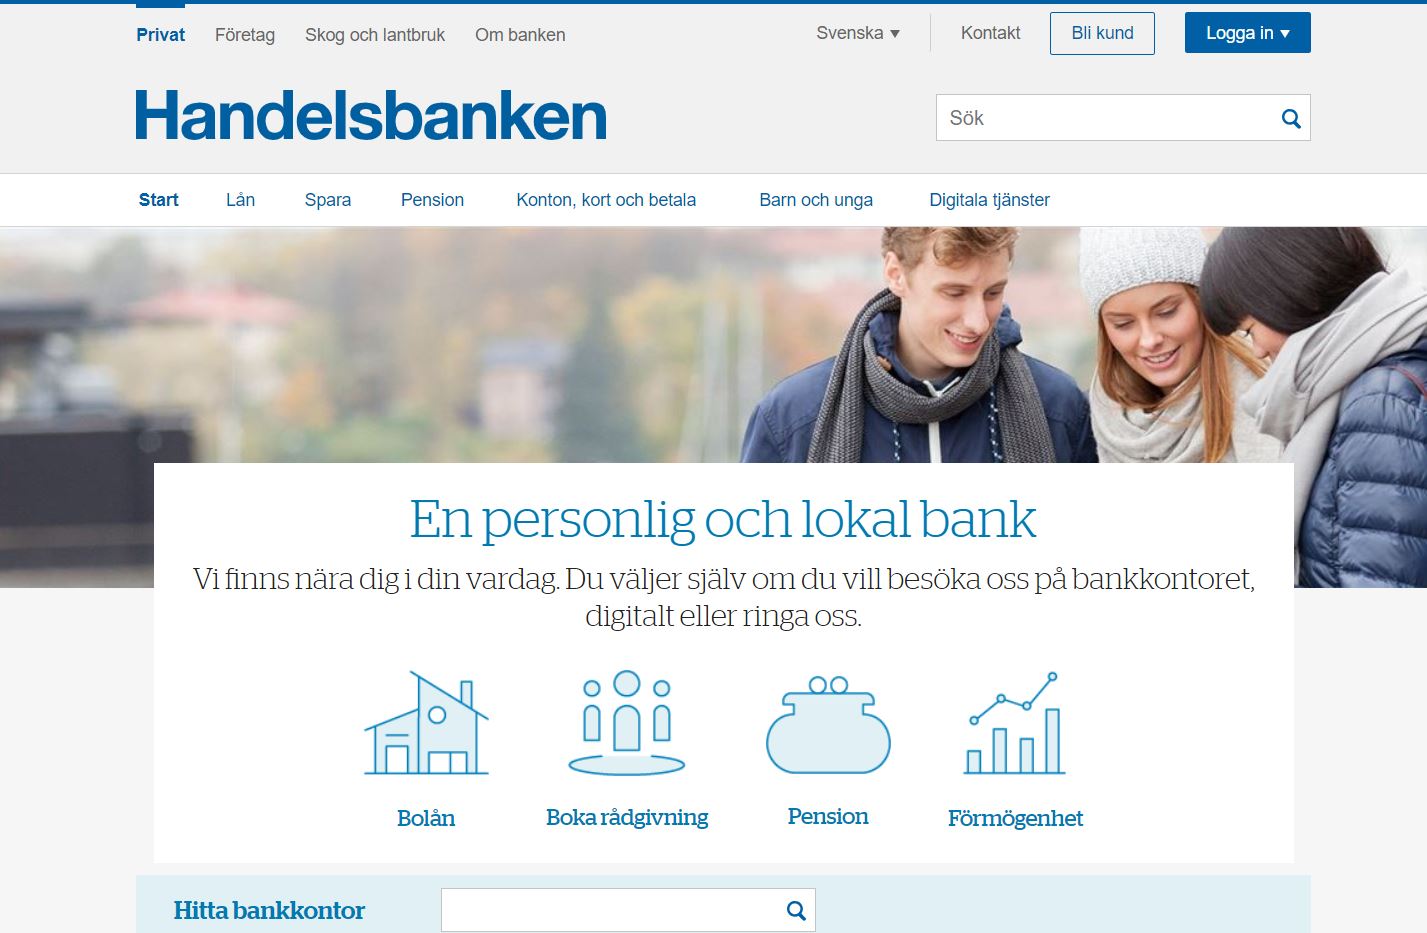 Privat Företag Skog och lantbruk Om banken Svenska Kontakt Bli kund Logga in
Handelsbanken
Sök
Start Lån Spara Pension Konton, kort och betala Barn och unga Digitala tjänster
En personlig och lokal bank
Vi finns nära dig i din vardag. Du väljer själv om du vill besöka oss på bankkontoret,
digitalt eller ringa oss.
Bolån Boka rådgivning Pension Förmögenhet
Hitta bankkontor